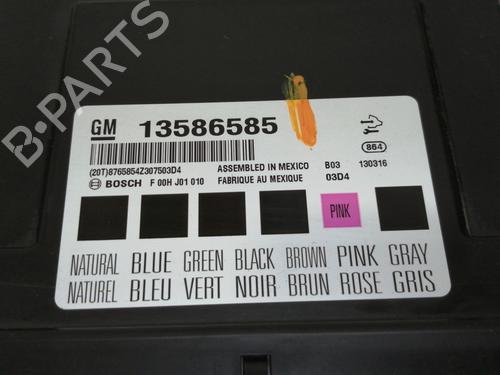 GM 13586585
864
(20T)8765854Z307503D4 ASSEMBLED IN MEXICO B03 130316
BOSCH F 00H J01 010 FABRIQUE AU MEXIQUE 03D4
PINK
NATURAL BLUE GREEN BLACK BROWN PINK GRAY
NATUREL BLEU VERT NOIR BRUN ROSE GRIS
B-PARTS